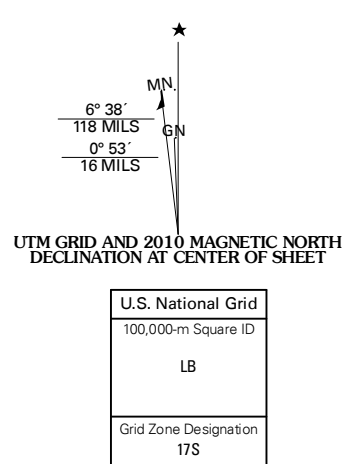 ★
MN.
6° 38´
118 MILS
GN
0° 53´
16 MILS
UTM GRID AND 2010 MAGNETIC NORTH
DECLINATION AT CENTER OF SHEET
U.S. National Grid
100,000-m Square ID
LB
Grid Zone Designation
17S